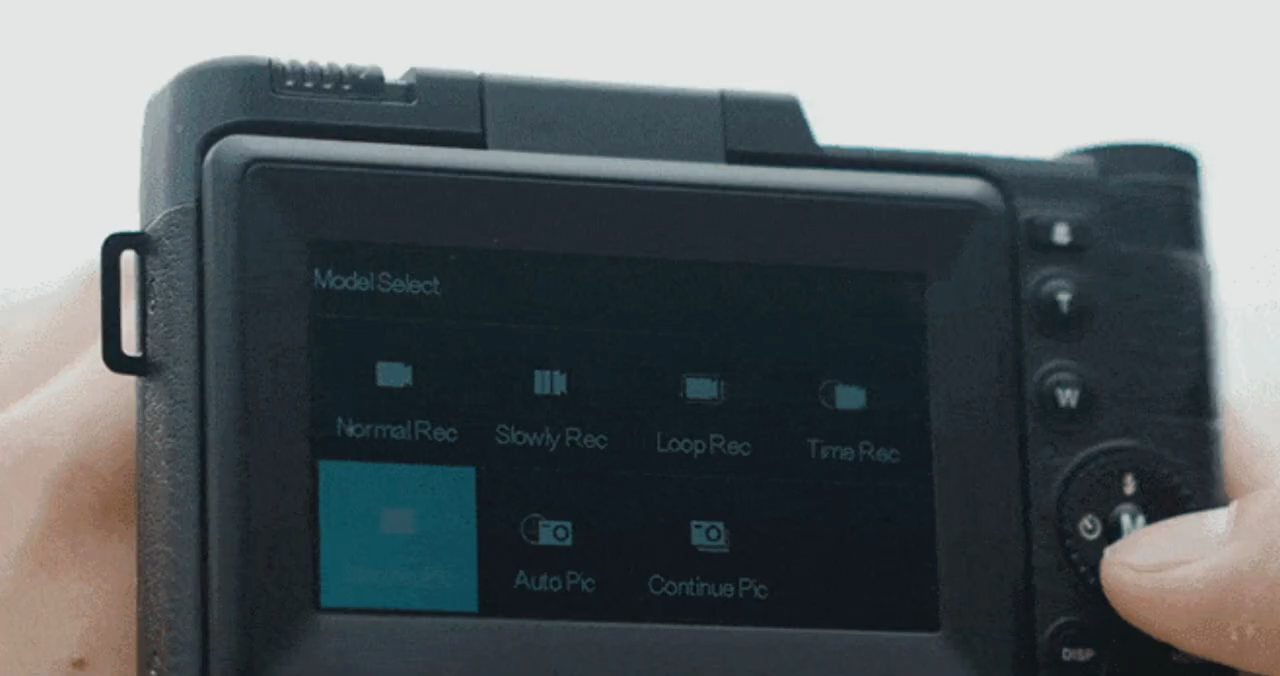 Model Select
Normal Rec
Slowly Rec
Loop Rec
Time Rec
Auto Pic
Continue Pic
T
W
M
DISP